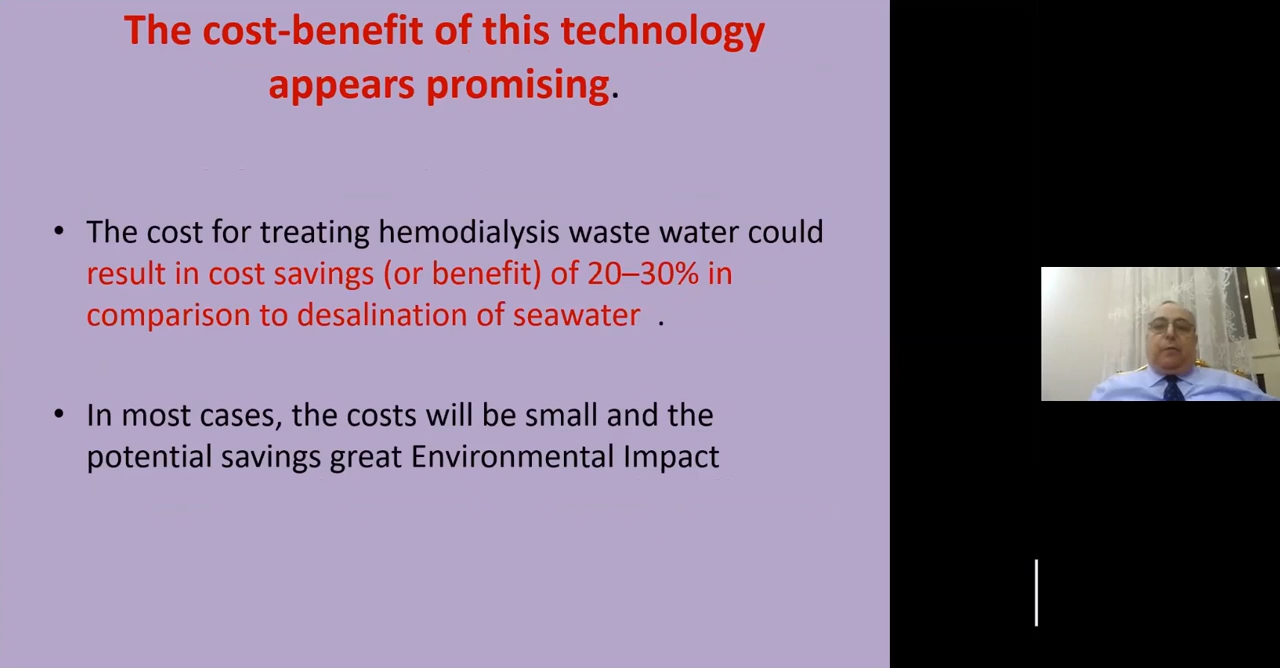 The cost-benefit of this technology
appears promising.
• The cost for treating hemodialysis waste water could
result in cost savings (or benefit) of 20–30% in
comparison to desalination of seawater .
• In most cases, the costs will be small and the
potential savings great Environmental Impact